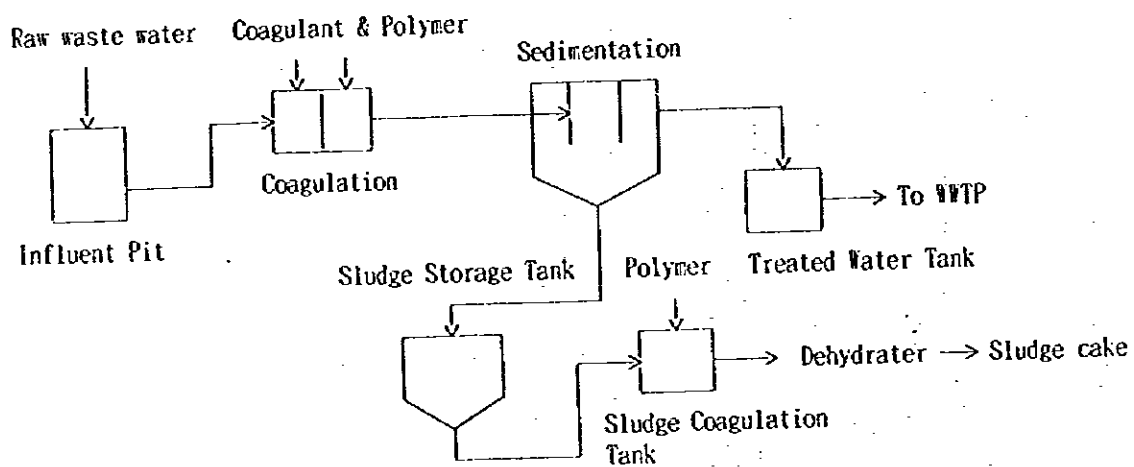 Raw waste water
Coagulant & Polymer
Sedimentation
Coagulation
To WWTP
Influent Pit
Treated Water Tank
Sludge Storage Tank
Polymer
Dehydrater
Sludge cake
Sludge Coagulation
Tank